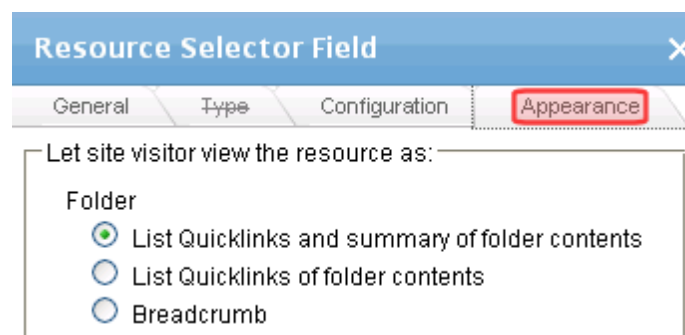 Resource Selector Field
General Type Configuration Appearance
Let site visitor view the resource as:
Folder
List Quicklinks and summary of folder contents
List Quicklinks of folder contents
Breadcrumb